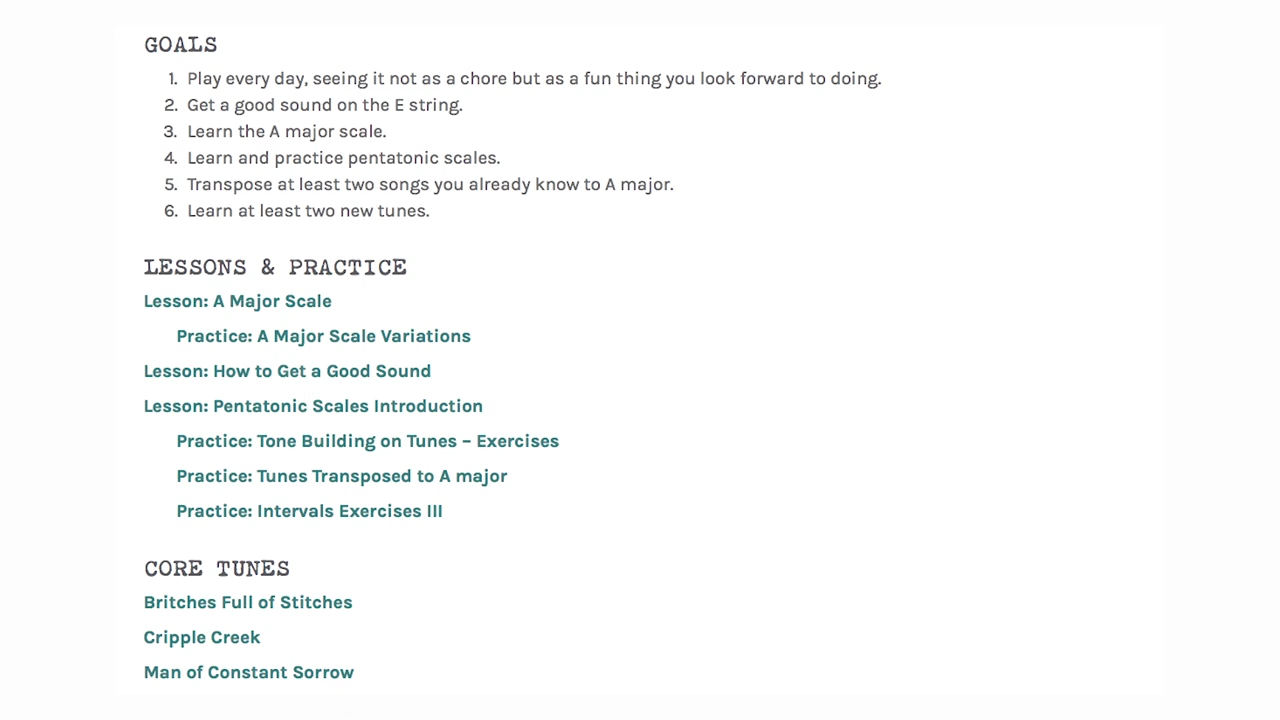 GOALS
1. Play every day, seeing it not as a chore but as a fun thing you look forward to doing.
2. Get a good sound on the E string.
3. Learn the A major scale.
4. Learn and practice pentatonic scales.
5. Transpose at least two songs you already know to A major.
6. Learn at least two new tunes.
LESSONS & PRACTICE
Lesson: A Major Scale
Practice: A Major Scale Variations
Lesson: How to Get a Good Sound
Lesson: Pentatonic Scales Introduction
Practice: Tone Building on Tunes – Exercises
Practice: Tunes Transposed to A major
Practice: Intervals Exercises III
CORE TUNES
Britches Full of Stitches
Cripple Creek
Man of Constant Sorrow